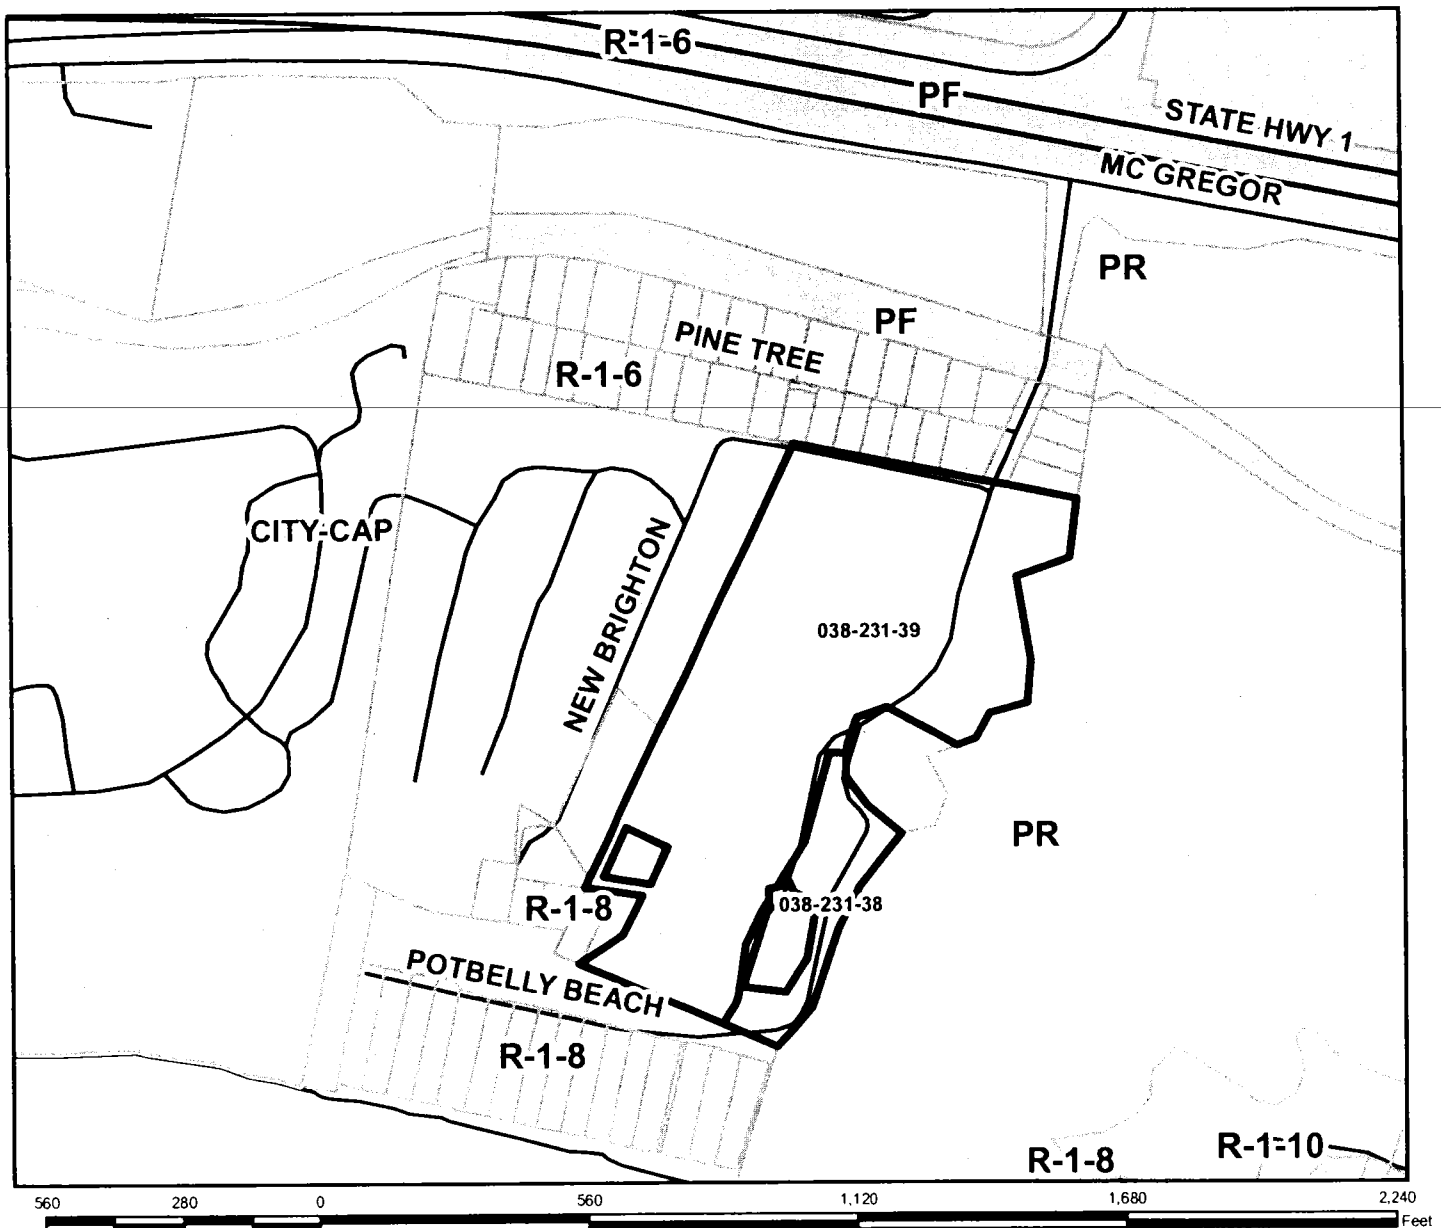 R-1-6
PF
STATE HWY 1
MC GREGOR
PR
PF
PINE TREE
R-1-6
CITY-CAP
NEW BRIGHTON
038-231-39
PR
038-231-38
R-1-8
POTBELLY BEACH
R-1-8
R-1-10
R-1-8
560 280 0 560 1,120 1,680 2,240
Feet